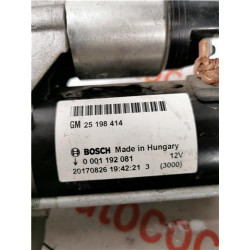 GM 25 198 414
BOSCH Made in Hungary
0 001 192 081 12V
20170826 19:42:21 3 (3000)